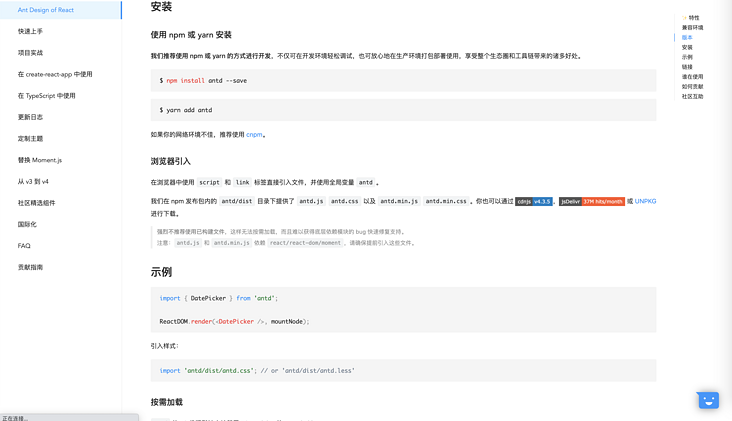 Ant Design of React
快速上手
项目实战
在 create-react-app 中使用
在 TypeScript 中使用
更新日志
定制主题
替换 Moment.js
从 v3 到 v4
社区精选组件
国际化
FAQ
贡献指南
正在连接...
安装
使用 npm 或 yarn 安装
我们推荐使用 npm 或 yarn 的方式进行开发，不仅可在开发环境轻松调试，也可放心地在生产环境打包部署使用，享受整个生态圈和工具链带来的诸多好处。
$ npm install antd --save
$ yarn add antd
如果你的网络环境不佳，推荐使用 cnpm。
浏览器引入
在浏览器中使用 script 和 link 标签直接引入文件，并使用全局变量 antd 。
我们在 npm 发布包内的 antd/dist 目录下提供了 antd.js antd.css 以及 antd.min.js antd.min.css 。你也可以通过 cdnjs v4.3.5，jsDelivr 37M hits/month 或 UNPKG
进行下载。
强烈不推荐使用已构建文件，这样无法按需加载，而且难以获得底层依赖模块的 bug 快速修复支持。
注意：antd.js 和 antd.min.js 依赖 react/react-dom/moment，请确保提前引入这些文件。
示例
import { DatePicker } from 'antd';
ReactDOM.render(<DatePicker />, mountNode);
引入样式：
import 'antd/dist/antd.css'; // or 'antd/dist/antd.less'
按需加载
特性
兼容环境
版本
安装
示例
链接
谁在使用
如何贡献
社区互助